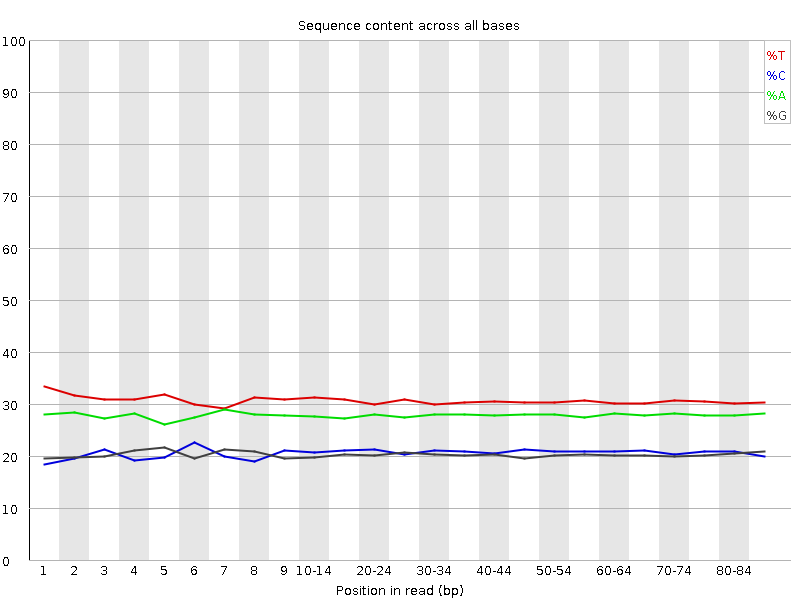 Sequence content across all bases
100
90
80
70
60
50
40
30
20
10
0
%T
%C
%A
%G
1 2 3 4 5 6 7 8 9 10-14 20-24 30-34 40-44 50-54 60-64 70-74 80-84
Position in read (bp)